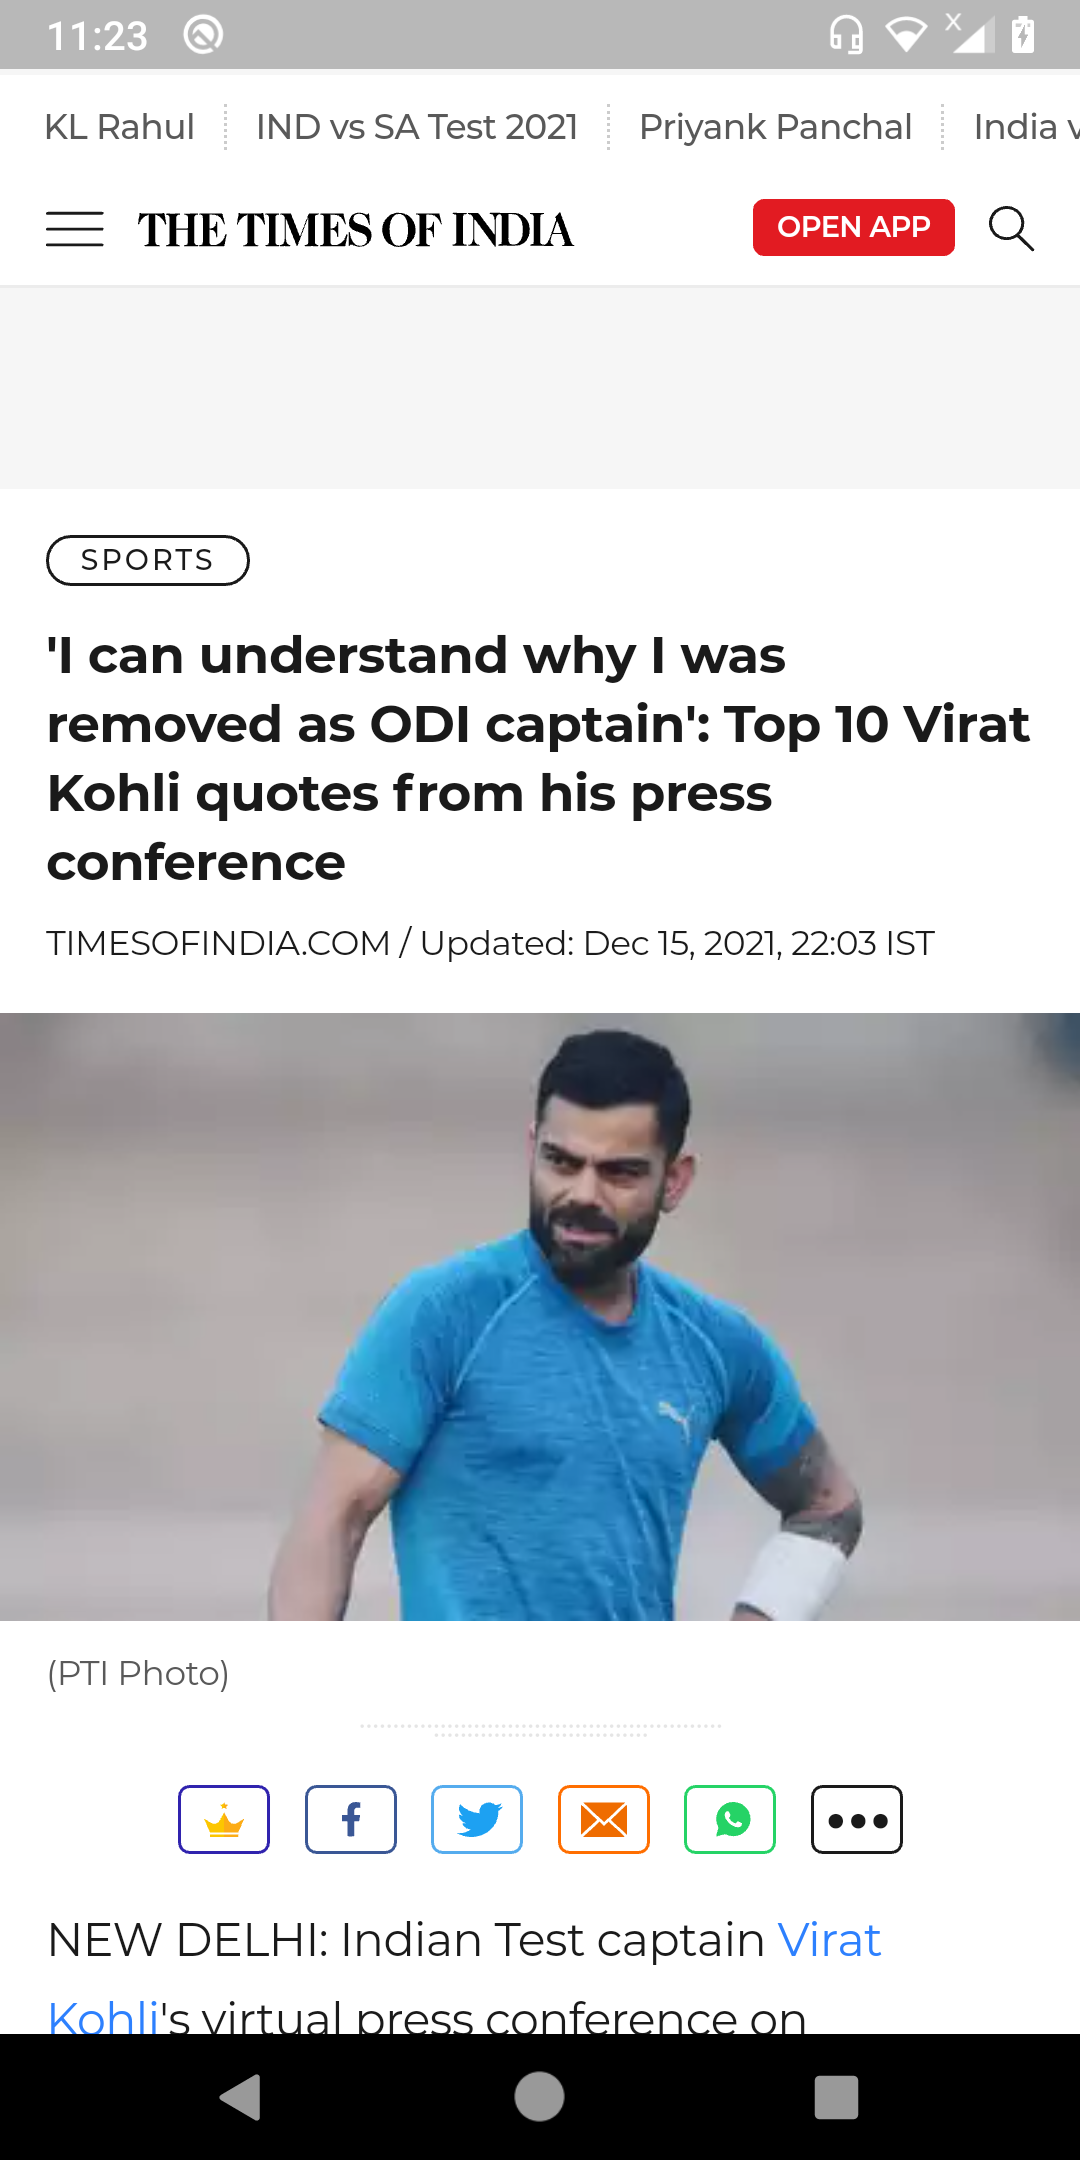 11:23
KL Rahul
IND vs SA Test 2021
Priyank Panchal
India v
THE TIMES OF INDIA
OPEN APP
SPORTS
'I can understand why I was
removed as ODI captain': Top 10 Virat
Kohli quotes from his press
conference
TIMESOFINDIA.COM / Updated: Dec 15, 2021, 22:03 IST
(PTI Photo)
NEW DELHI: Indian Test captain Virat
Kohli's virtual press conference on